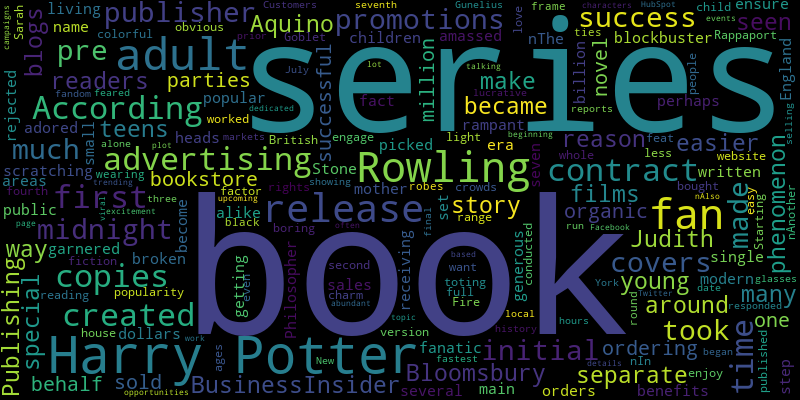 campaigns
Sarah
blogs
living
name
colorful
publisher
obvious
Customers
prior
Goblet
July
Aquino
Gunelius
promotions
frame
love
ties
seventh
characters
HubSpot
child
events
Rappaport
ensure
seen
success
blockbuster
pre
adult
parties
children
amassed
nThe
series
rejected
fandom
feared
readers
popular
fact
lucrative
million
make
became
novel
billion
people
perhaps
England
According
worked
successful
lot
talking
dedicated
rampant
reports
adored
teens
heads
British
engage
picked
light
era
feat
reason
easier
much
small
alone
plot
markets
beginning
whole
less
website
scratching
wearing
trending
advertising
Stone
Rowling
seven
contract
written
phenomenon
selling
areas
fourth
bookstore
mother
robes
crowds
showing
films
bought
easy
Starting
nAlso
nAnother
public
first
excitement
three
viral
factor
upcoming
rights
release
often
final
set
story
range
organic
made
fan
midnight
page
fiction
become
alike
black
boring
receiving
book
run
Facebook
Judith
way
garnered
broken
getting
even
Philosopher
second
based
want
generous
conducted
covers
single
many
Publishing
special
copies
reading
popularity
sales
charm
abundant
toting
full
Fire
York
Twitter
young
modern
date
glasses
created
house
dollars
version
topic
history
local
hours
round
around
responded
published
time
one
Harry Potter
work
ages
New
fanatic
fastest
initial
ordering
nIn
details
began
took
enjoy
step
behalf
sold
opportunities
BusinessInsider
Bloomsbury
several
main
orders
separate
benefits